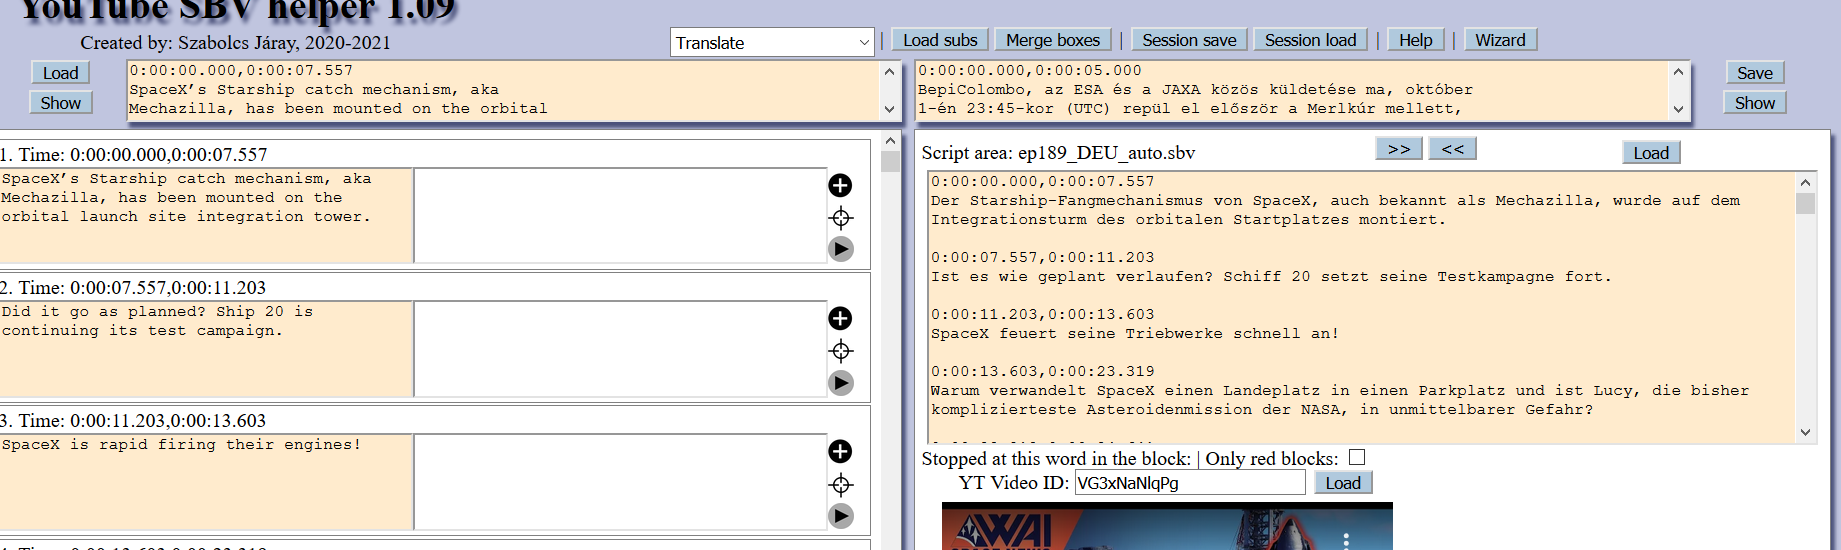 YouTube SBV helper 1.09
Created by: Szabolcs Járay, 2020-2021
Translate | Load subs Merge boxes | Session save Session load | Help | Wizard
Load
Show
0:00:00.000,0:00:07.557
SpaceX’s Starship catch mechanism, aka
Mechazilla, has been mounted on the orbital
0:00:00.000,0:00:05.000
BepiColombo, az ESA és a JAXA közös küldetése ma, október
1-én 23:45-kor (UTC) repül el először a Merlkúr mellett,
Save
Show
1. Time: 0:00:00.000,0:00:07.557
SpaceX’s Starship catch mechanism, aka
Mechazilla, has been mounted on the
orbital launch site integration tower.
2. Time: 0:00:07.557,0:00:11.203
Did it go as planned? Ship 20 is
continuing its test campaign.
3. Time: 0:00:11.203,0:00:13.603
SpaceX is rapid firing their engines!
Script area: ep189_DEU_auto.sbv >> << Load
0:00:00.000,0:00:07.557
Der Starship-Fangmechanismus von SpaceX, auch bekannt als Mechazilla, wurde auf dem
Integrationsturm des orbitalen Startplatzes montiert.
0:00:07.557,0:00:11.203
Ist es wie geplant verlaufen? Schiff 20 setzt seine Testkampagne fort.
0:00:11.203,0:00:13.603
SpaceX feuert seine Triebwerke schnell an!
0:00:13.603,0:00:23.319
Warum verwandelt SpaceX einen Landeplatz in einen Parkplatz und ist Lucy, die bisher
komplizierteste Asteroidenmission der NASA, in unmittelbarer Gefahr?
Stopped at this word in the block: | Only red blocks:
YT Video ID: VG3xNaNlqPg Load
WAI